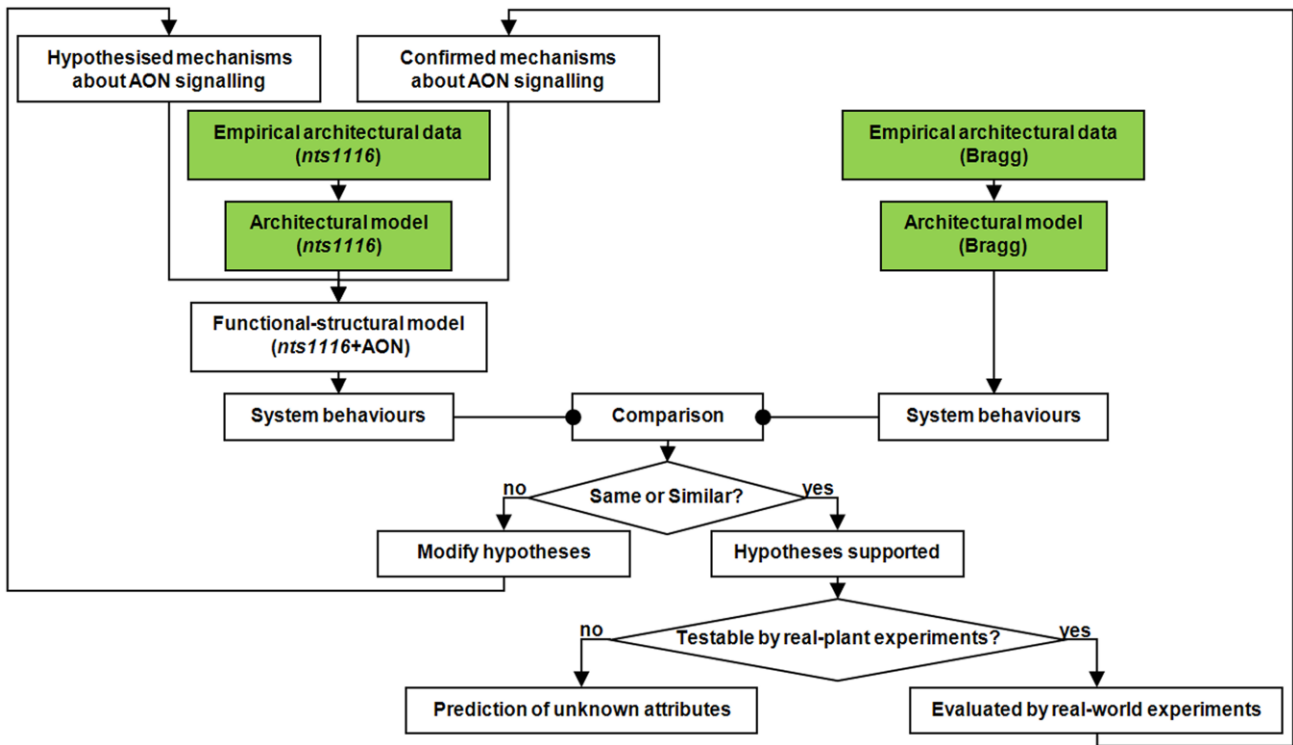 Hypothesised mechanisms
about AON signalling
Confirmed mechanisms
about AON signalling
Empirical architectural data
(nts1116)
Empirical architectural data
(Bragg)
Architectural model
(nts1116)
Architectural model
(Bragg)
Functional-structural model
(nts1116+AON)
System behaviours
Comparison
System behaviours
no
Same or Similar?
yes
Modify hypotheses
Hypotheses supported
no
Testable by real-plant experiments?
yes
Prediction of unknown attributes
Evaluated by real-world experiments